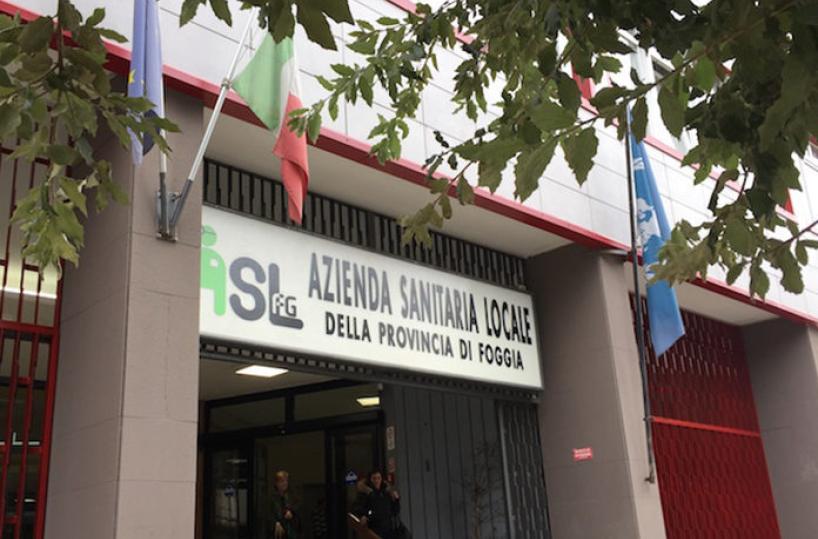 ASL FG
AZIENDA SANITARIA LOCALE
DELLA PROVINCIA DI FOGGIA